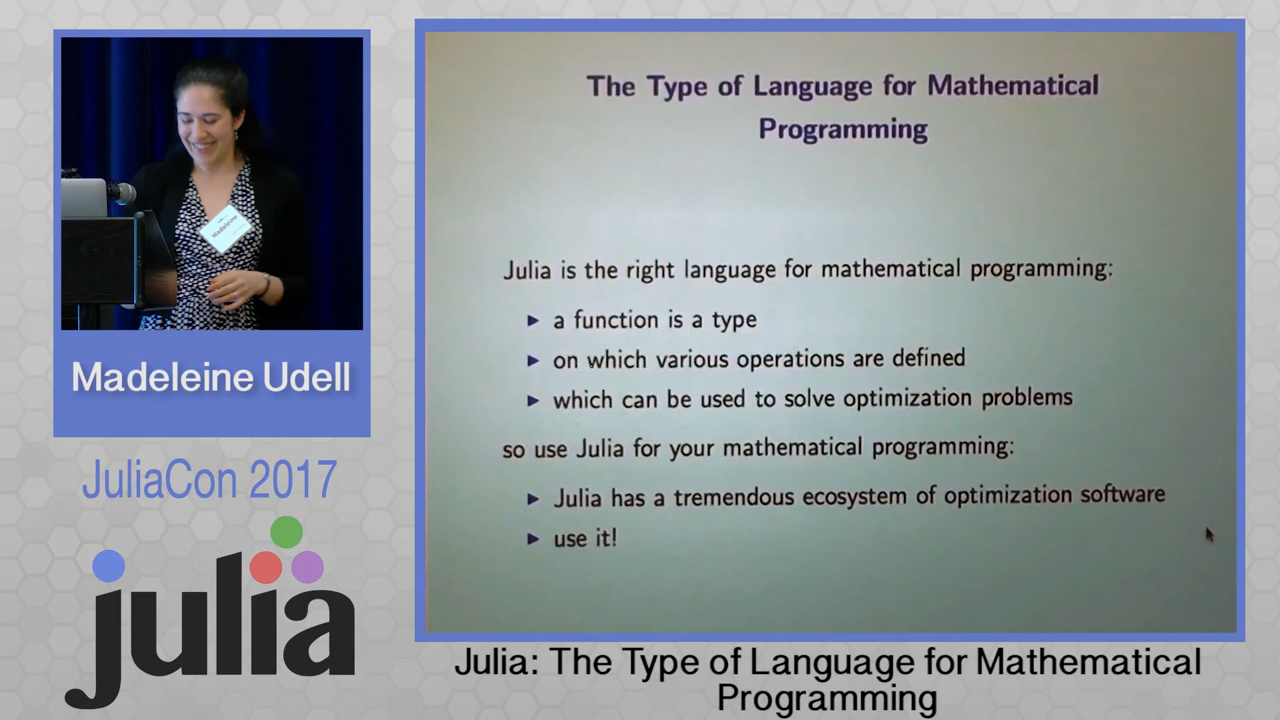 Madeleine
Madeleine Udell
JuliaCon 2017
julia
The Type of Language for Mathematical
Programming
Julia is the right language for mathematical programming:
a function is a type
on which various operations are defined
which can be used to solve optimization problems
so use Julia for your mathematical programming:
Julia has a tremendous ecosystem of optimization software
use it!
Julia: The Type of Language for Mathematical
Programming